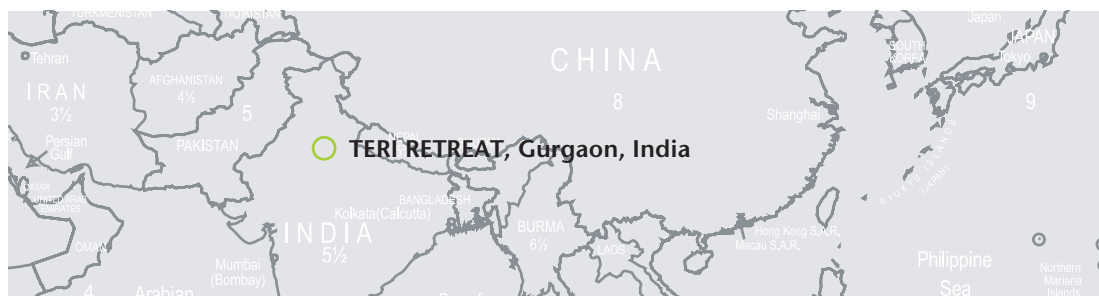 TURKMENISTAN
TAJIKISTAN
Japan
CHINA
SOUTH
KOREA
JAPAN
Tokyo
Tehran
AFGHANISTAN
4½
IRAN
3½
5
8
9
Shanghai
Persian
Gulf
PAKISTAN
NEPAL
TERI RETREAT, Gurgaon, India
QATAR
UNITED ARAB
EMIRATES
BANGLADESH
Kolkata(Calcutta)
RYUKYU ISLANDS
(JAPAN)
INDIA
5½
BURMA
6½
Hong Kong S.A.R.
Macau S.A.R.
OMAN
LAOS
Mumbai
(Bombay)
Philippine
Sea
Northern
Mariana
Islands
4
Arabian